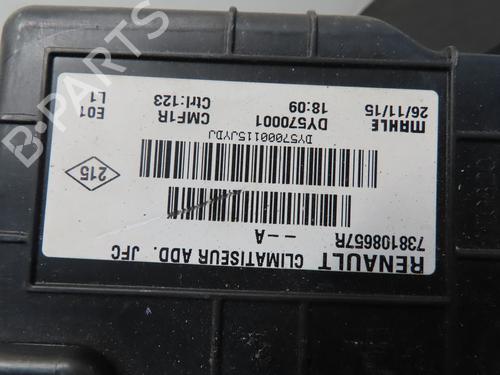 RENAULT CLIMATISEUR ADD. JFC
738108657R --A
DY57000115JYDJ
MAHLE DY570001 CMF1R E01
26/11/15 18:09 Ctrl:123 L1
215
B-PARTS